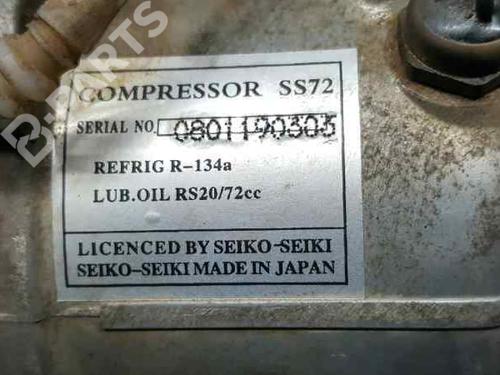 B-PARTS
COMPRESSOR SS72
SERIAL NO. 0801190303
REFRIG R-134a
LUB.OIL RS20/72cc
LICENCED BY SEIKO-SEIKI
SEIKO-SEIKI MADE IN JAPAN